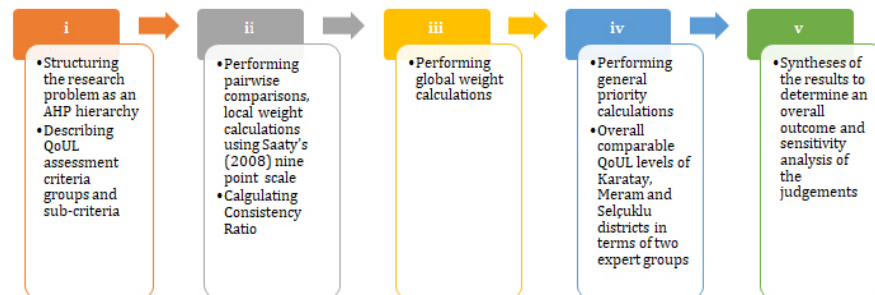 i
•Structuring
the research
problem as an
AHP hierarchy
•Describing
QoUL
assessment
criteria
groups and
sub-criteria
ii
•Performing
pairwise
comparisons,
local weight
calculations
using Saaty's
(2008) nine
point scale
•Calgulating
Consistency
Ratio
iii
•Performing
global weight
calculations
iv
•Performing
general
priority
calculations
•Overall
comparable
QoUL levels of
Karatay,
Meram and
Selçuklu
districts in
terms of two
expert groups
v
•Syntheses of
the results to
determine an
overall
outcome and
sensitivity
analysis of
the
judgements